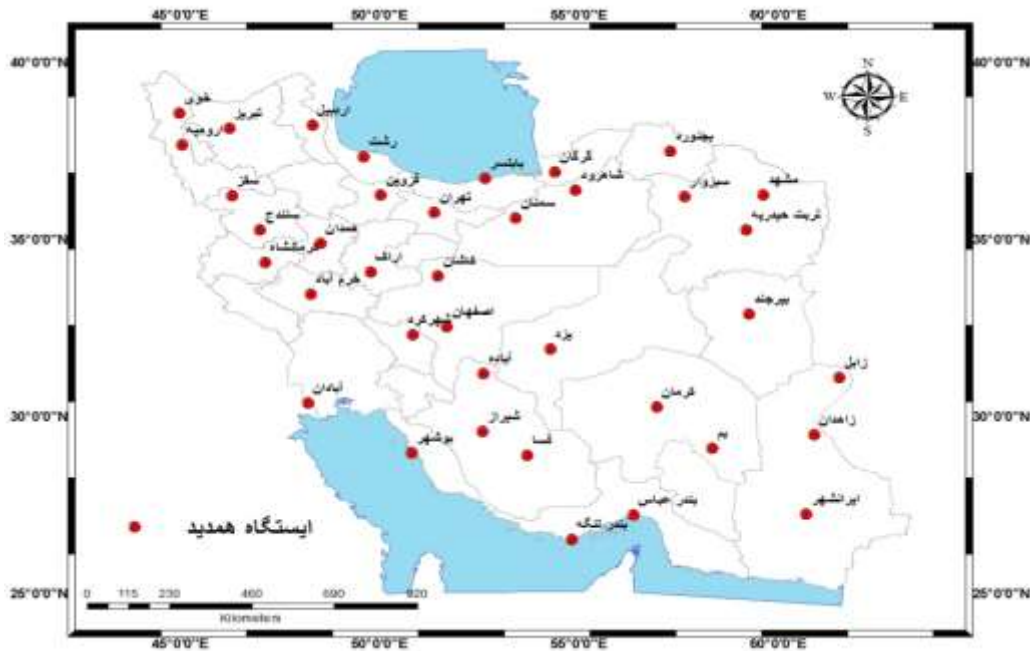 45°0'0"E 50°0'0"E 55°0'0"E 60°0'0"E
40°0'0"N 40°0'0"N
N
W E
S
خوی
تبریز
اردبیل
ارومیه
رشت
بجنورد
گرگان
بابلسر
شاهرود
سبزوار
مشهد
سقز
قزوین
تهران
سمنان
تربت حیدریه
سنندج
همدان
35°0'0"N 35°0'0"N
کرمانشاه
اراک
کاشان
خرم آباد
بیرجند
اصفهان
شهرکرد
یزد
زابل
آباده
آبادان
کرمان
30°0'0"N 30°0'0"N
شیراز
زاهدان
بوشهر
فسا
بم
بندر عباس
ایرانشهر
بندر لنگه
ایستگاه همدید
25°0'0"N 25°0'0"N
0 115 230 460 690 920
Kilometers
45°0'0"E 50°0'0"E 55°0'0"E 60°0'0"E